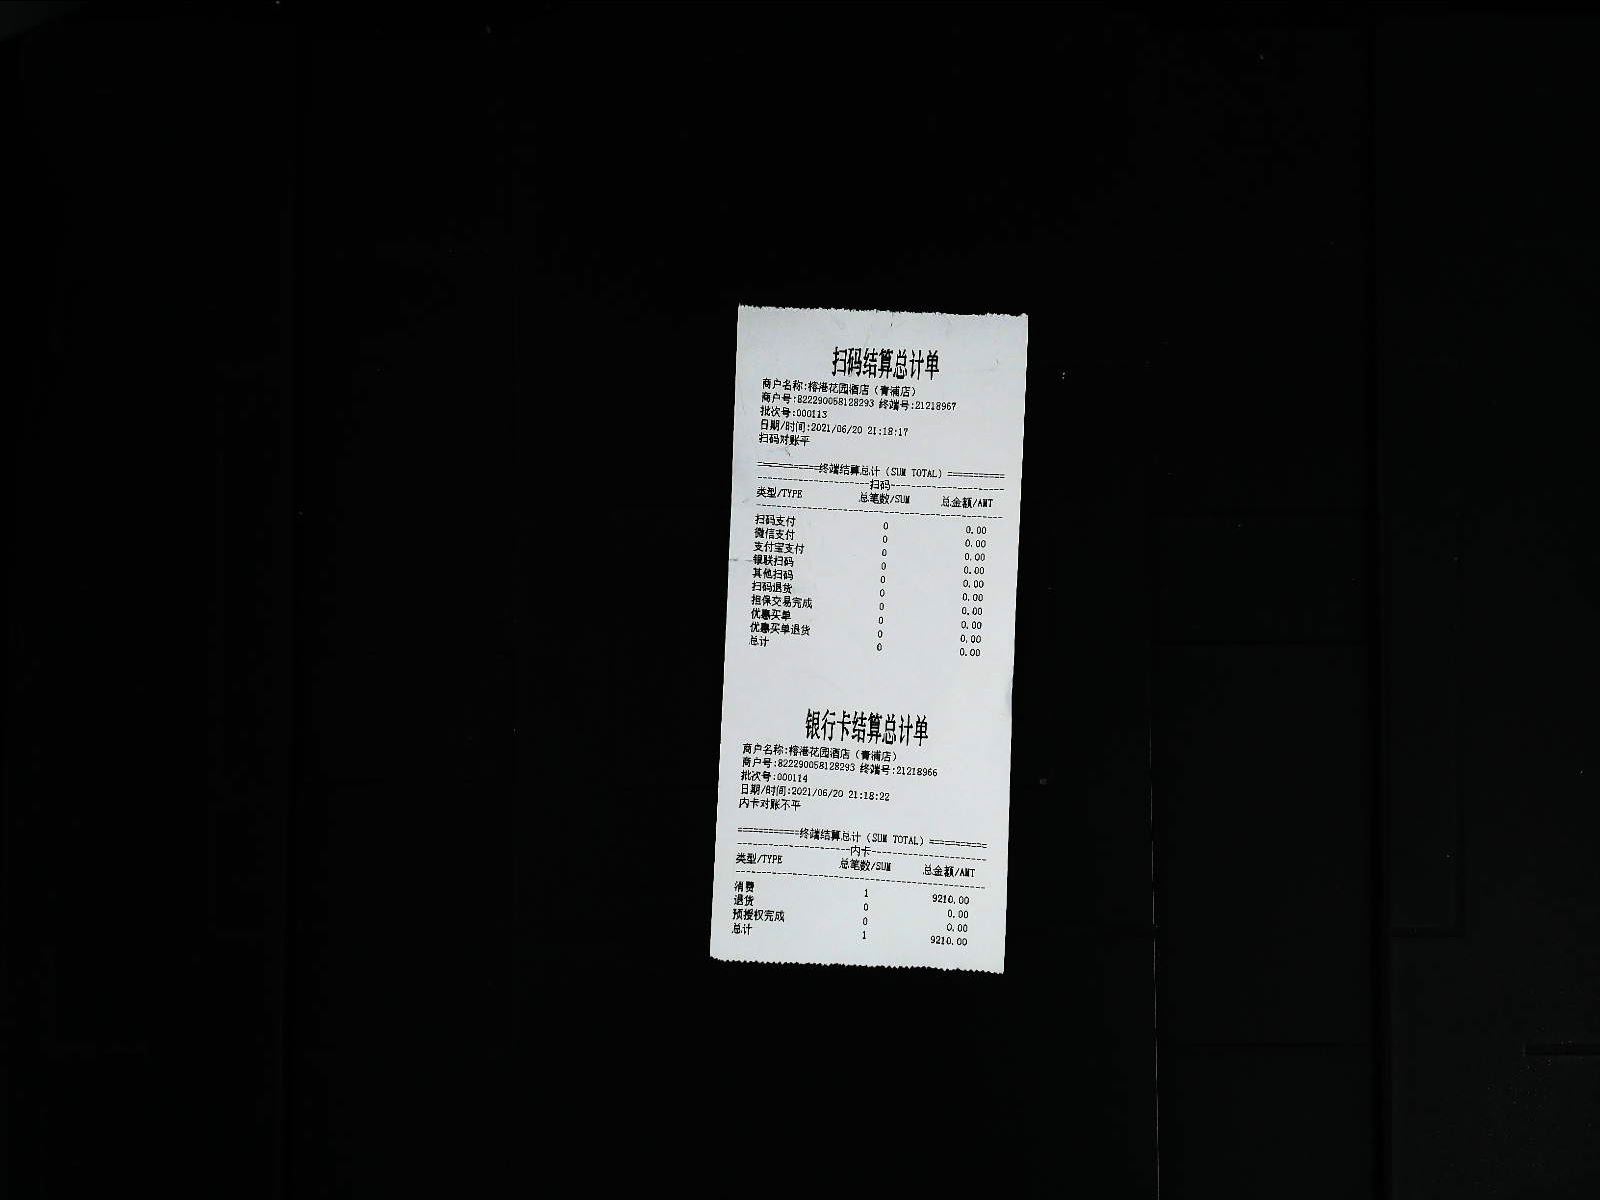 扫码结算总计单
商户名称:榕港花园酒店（青浦店）
商户号:822290058128293 终端号:21218967
批次号:000113
日期/时间:2021/06/20 21:18:17
扫码对账平
===========终端结算总计（SUM TOTAL）===========
----------------------扫码----------------------
类型/TYPE 总笔数/SUM 总金额/AMT
扫码支付 0 0.00
微信支付 0 0.00
支付宝支付 0 0.00
银联扫码 0 0.00
其他扫码 0 0.00
扫码退货 0 0.00
担保交易完成 0 0.00
优惠买单 0 0.00
优惠买单退货 0 0.00
总计 0 0.00
银行卡结算总计单
商户名称:榕港花园酒店（青浦店）
商户号:822290058128293 终端号:21218966
批次号:000114
日期/时间:2021/06/20 21:18:22
内卡对账不平
===========终端结算总计（SUM TOTAL）===========
----------------------内卡----------------------
类型/TYPE 总笔数/SUM 总金额/AMT
消费 1 9210.00
退货 0 0.00
预授权完成 0 0.00
总计 1 9210.00